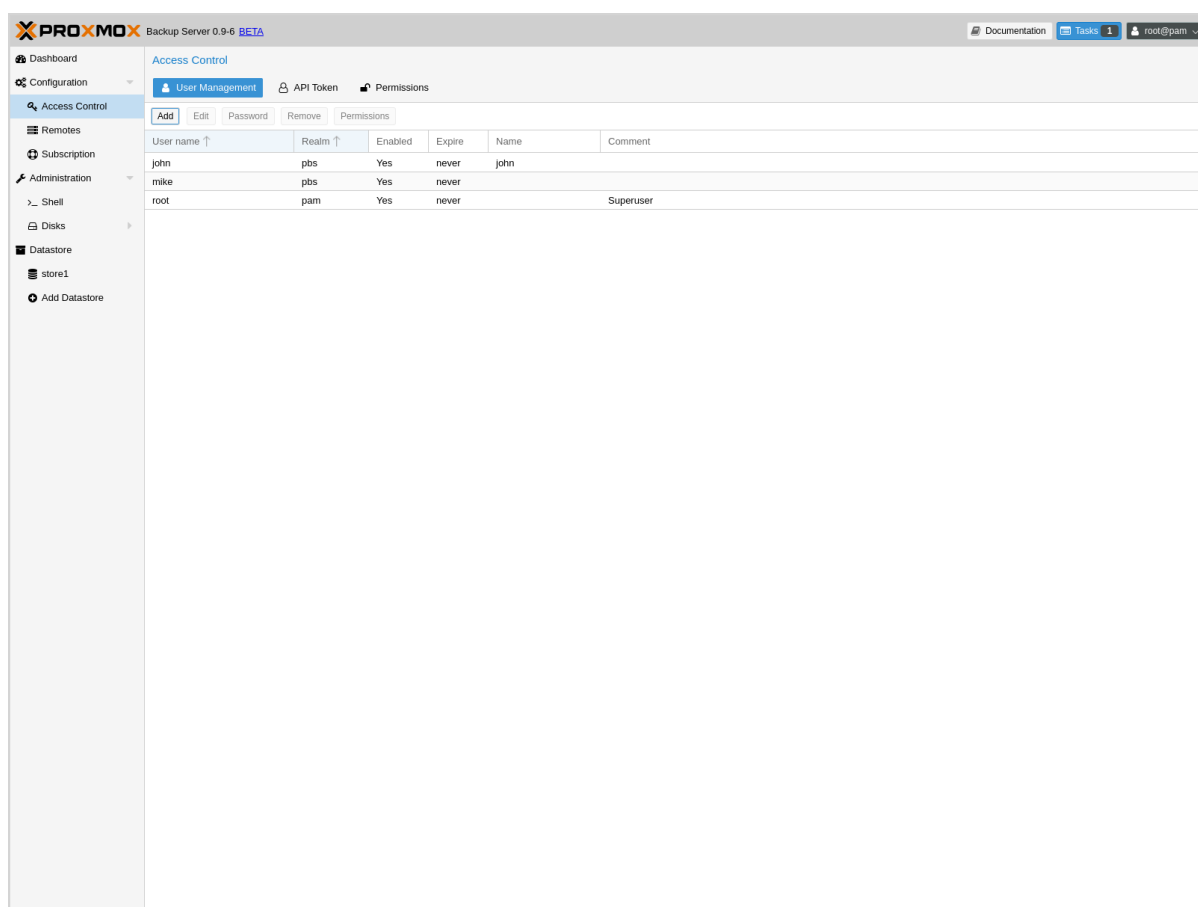 PROXMOX Backup Server 0.9-6 BETA Documentation Tasks 1 root@pam
Dashboard
Configuration
Access Control
Remotes
Subscription
Administration
Shell
Disks
Datastore
store1
Add Datastore
Access Control
User Management API Token Permissions
Add Edit Password Remove Permissions
User name Realm Enabled Expire Name Comment
john pbs Yes never john
mike pbs Yes never
root pam Yes never Superuser